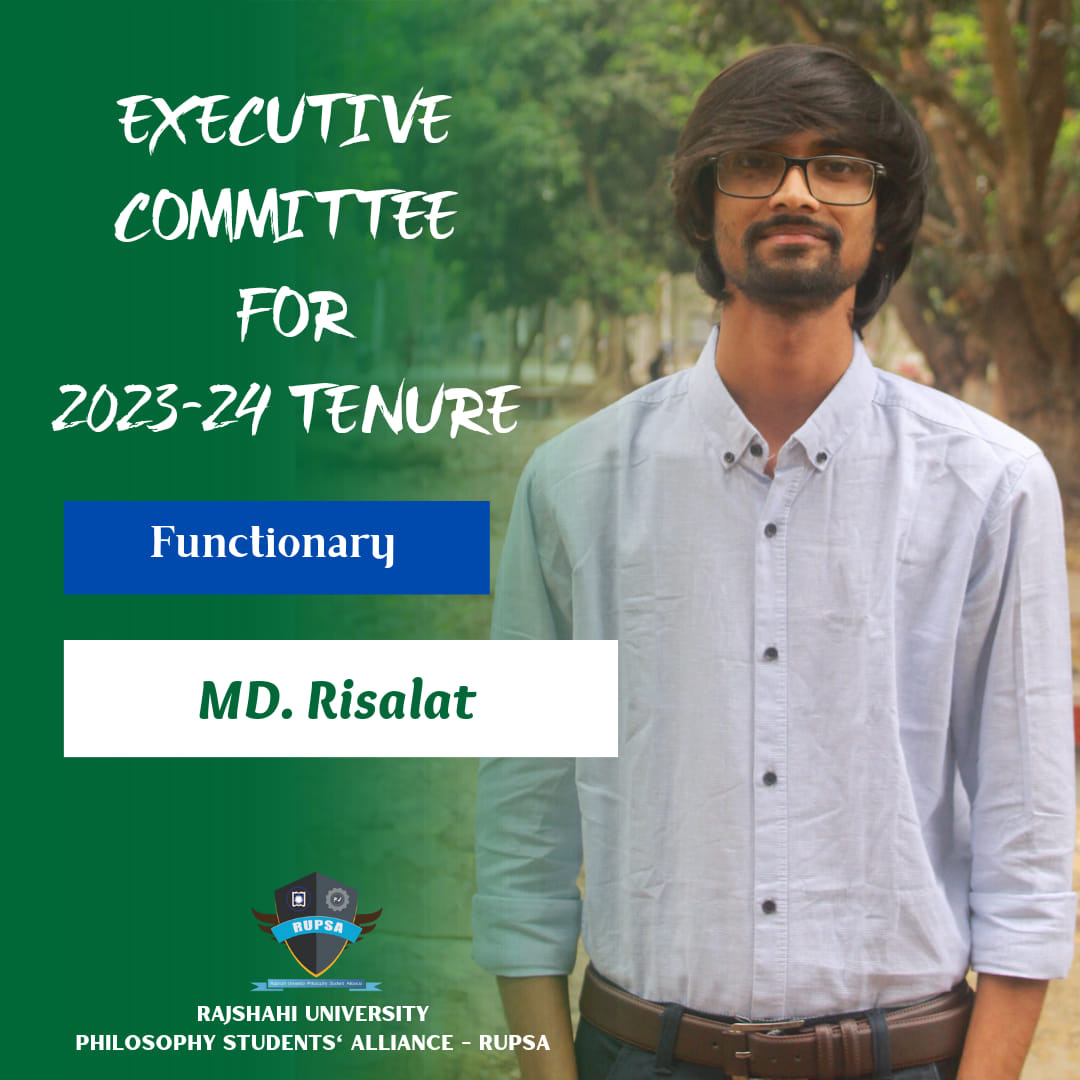 EXECUTIVE
COMMITTEE
FOR
2023-24 TENURE
Functionary
MD. Risalat
RUPSA
RAJSHAHI UNIVERSITY
PHILOSOPHY STUDENTS‘ ALLIANCE - RUPSA